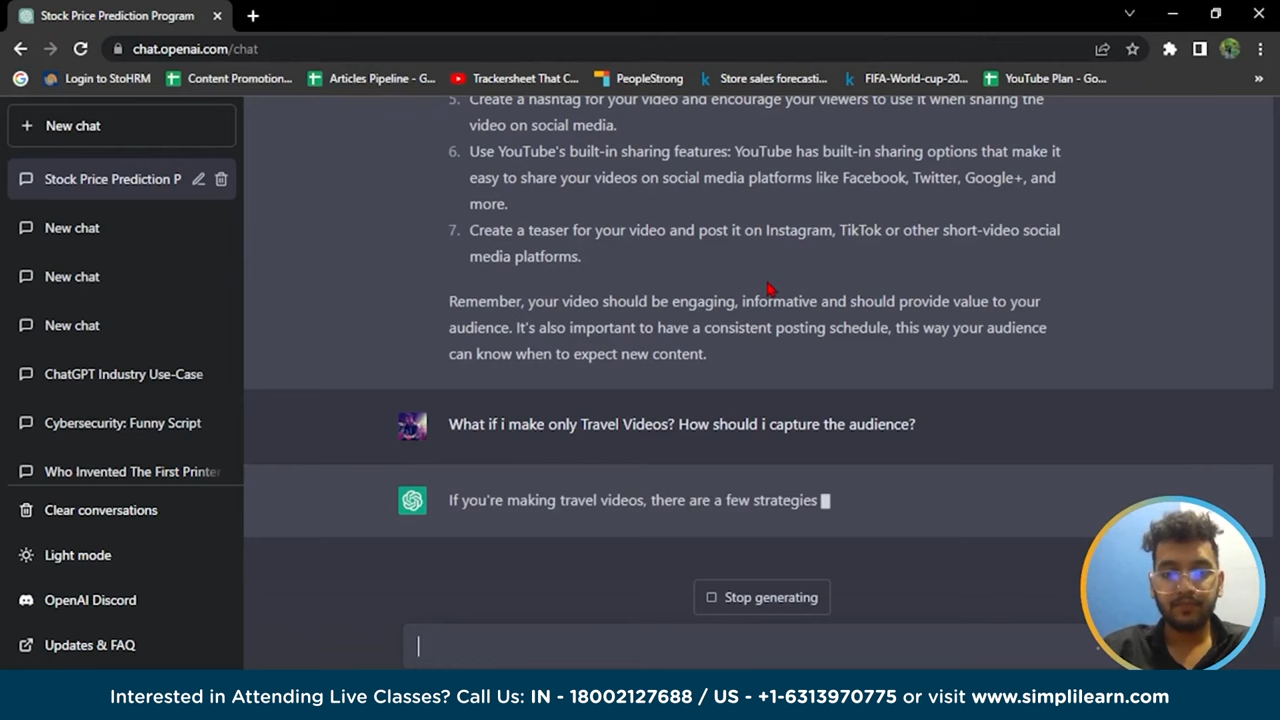 Stock Price Prediction Program
chat.openai.com/chat
Login to StoHRM
Content Promotion...
Articles Pipeline - G...
Trackersheet That C...
PeopleStrong
Store sales forecasti...
FIFA-World-cup-20...
YouTube Plan - Go...
New chat
Stock Price Prediction P
New chat
New chat
New chat
ChatGPT Industry Use-Case
Cybersecurity: Funny Script
Who Invented The First Printer
Clear conversations
Light mode
OpenAI Discord
Updates & FAQ
5. Create a hashtag for your video and encourage your viewers to use it when sharing the
video on social media.
6. Use YouTube's built-in sharing features: YouTube has built-in sharing options that make it
easy to share your videos on social media platforms like Facebook, Twitter, Google+, and
more.
7. Create a teaser for your video and post it on Instagram, TikTok or other short-video social
media platforms.
Remember, your video should be engaging, informative and should provide value to your
audience. It's also important to have a consistent posting schedule, this way your audience
can know when to expect new content.
What if i make only Travel Videos? How should i capture the audience?
If you're making travel videos, there are a few strategies
Stop generating
Interested in Attending Live Classes? Call Us: IN - 18002127688 / US - +1-6313970775 or visit www.simplilearn.com